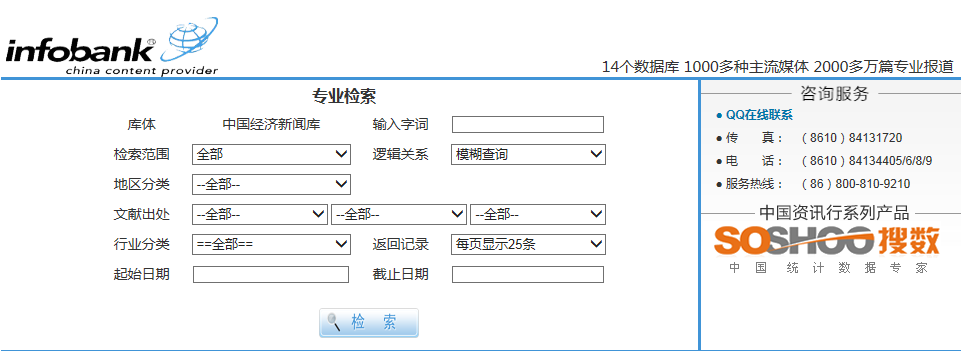 infobank®
china content provider
14个数据库 1000多种主流媒体 2000多万篇专业报道
专业检索
库体 中国经济新闻库 输入字词
检索范围 全部 逻辑关系 模糊查询
地区分类 --全部--
文献出处 --全部-- --全部-- --全部--
行业分类 ==全部== 返回记录 每页显示25条
起始日期 截止日期
检 索
咨询服务
QQ在线联系
传 真： （8610）84131720
电 话： （8610）84134405/6/8/9
服务热线： （86）800-810-9210
中国资讯行系列产品
SOSHOO搜数
中国统计数据专家